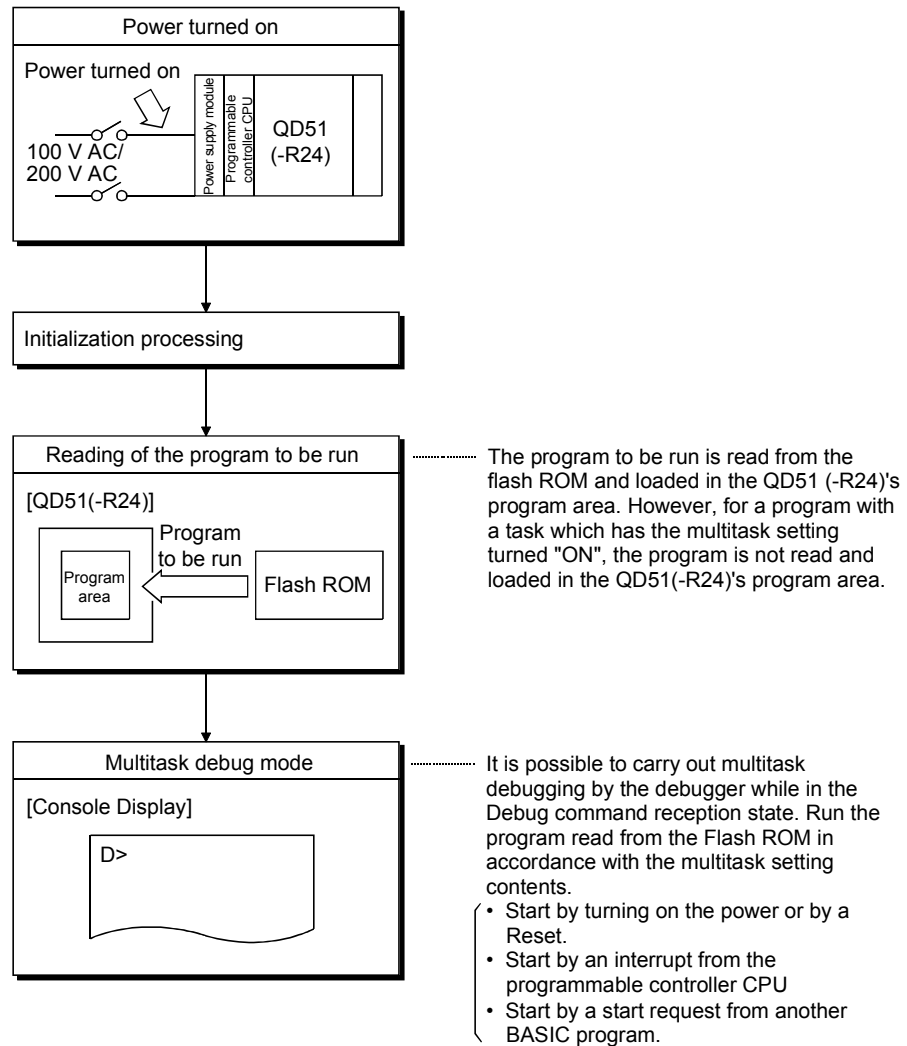 Power turned on
Power turned on
100 V AC/
200 V AC
Power supply module
Programmable
controller CPU
QD51
(-R24)
Initialization processing
Reading of the program to be run
[QD51(-R24)]
Program
to be run
Program
area
Flash ROM
The program to be run is read from the
flash ROM and loaded in the QD51 (-R24)'s
program area. However, for a program with
a task which has the multitask setting
turned "ON", the program is not read and
loaded in the QD51(-R24)'s program area.
Multitask debug mode
[Console Display]
D>
It is possible to carry out multitask
debugging by the debugger while in the
Debug command reception state. Run the
program read from the Flash ROM in
accordance with the multitask setting
contents.
• Start by turning on the power or by a
Reset.
• Start by an interrupt from the
programmable controller CPU
• Start by a start request from another
BASIC program.